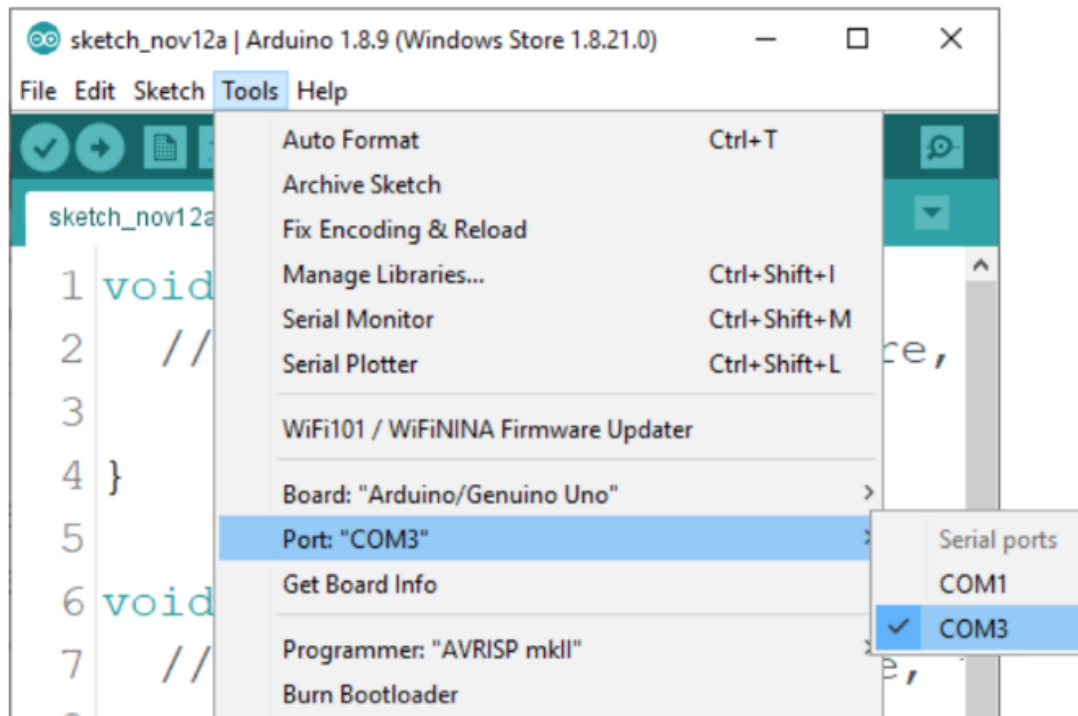 sketch_nov12a | Arduino 1.8.9 (Windows Store 1.8.21.0)
File Edit Sketch Tools Help
Auto Format Ctrl+T
Archive Sketch
sketch_nov12a
Fix Encoding & Reload
1 void
Manage Libraries... Ctrl+Shift+I
Serial Monitor Ctrl+Shift+M
2 //
Serial Plotter Ctrl+Shift+L
3
WiFi101 / WiFiNINA Firmware Updater
4 }
Board: "Arduino/Genuino Uno"
5
Port: "COM3"
Serial ports
Get Board Info
COM1
6 void
COM3
7 //
Programmer: "AVRISP mkII"
Burn Bootloader